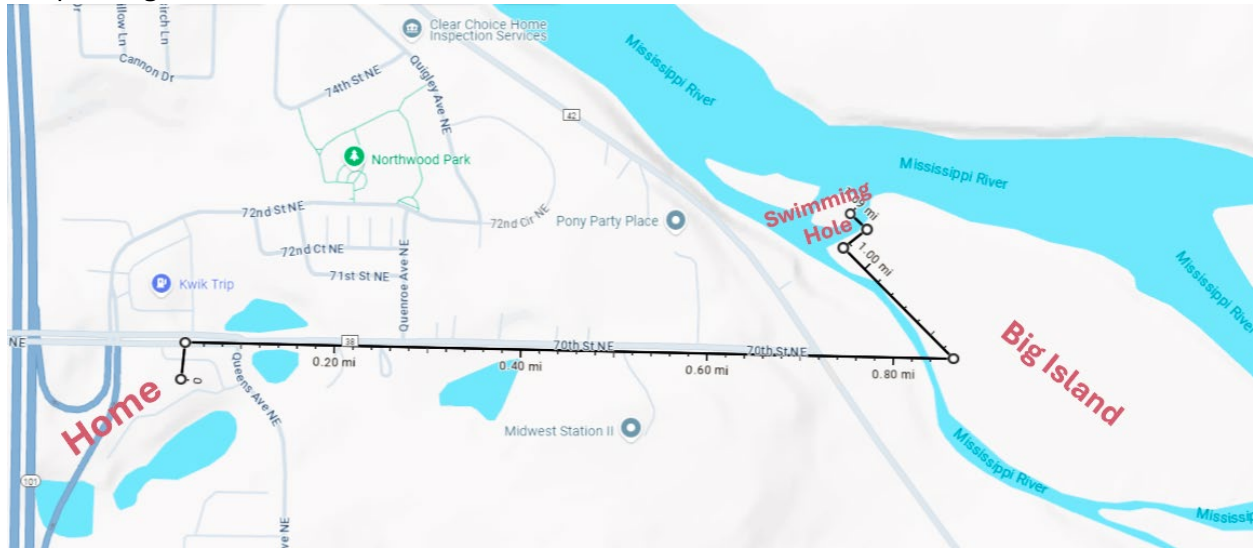 Clear Choice Home
Inspection Services
Cannon Dr
74th St NE
Quigley Ave NE
42
Mississippi River
Northwood Park
Mississippi River
72nd St NE
72nd Cir NE
Pony Party Place
Swimming
Hole
72nd Ct NE
71st St NE
Quenroe Ave NE
1.00 mi
Kwik Trip
Mississippi River
NE
38
70th St NE
70th St NE
0.20 mi
0.40 mi
0.60 mi
0.80 mi
0
Home
Queens Ave NE
Big Island
Midwest Station II
Mississippi River
101
NE